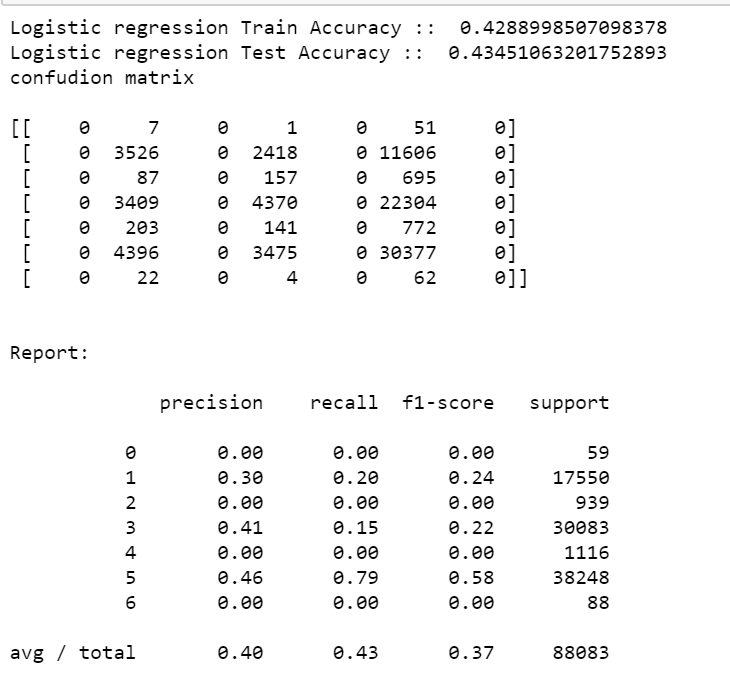 Logistic regression Train Accuracy ::  0.4288998507098378
Logistic regression Test Accuracy ::  0.43451063201752893
confudion matrix
[[    0     7     0     1     0    51     0]
 [    0  3526     0  2418     0 11606     0]
 [    0    87     0   157     0   695     0]
 [    0  3409     0  4370     0 22304     0]
 [    0   203     0   141     0   772     0]
 [    0  4396     0  3475     0 30377     0]
 [    0    22     0     4     0    62     0]]
Report:
             precision    recall  f1-score   support
          0       0.00      0.00      0.00        59
          1       0.30      0.20      0.24     17550
          2       0.00      0.00      0.00       939
          3       0.41      0.15      0.22     30083
          4       0.00      0.00      0.00      1116
          5       0.46      0.79      0.58     38248
          6       0.00      0.00      0.00        88
avg / total       0.40      0.43      0.37     88083